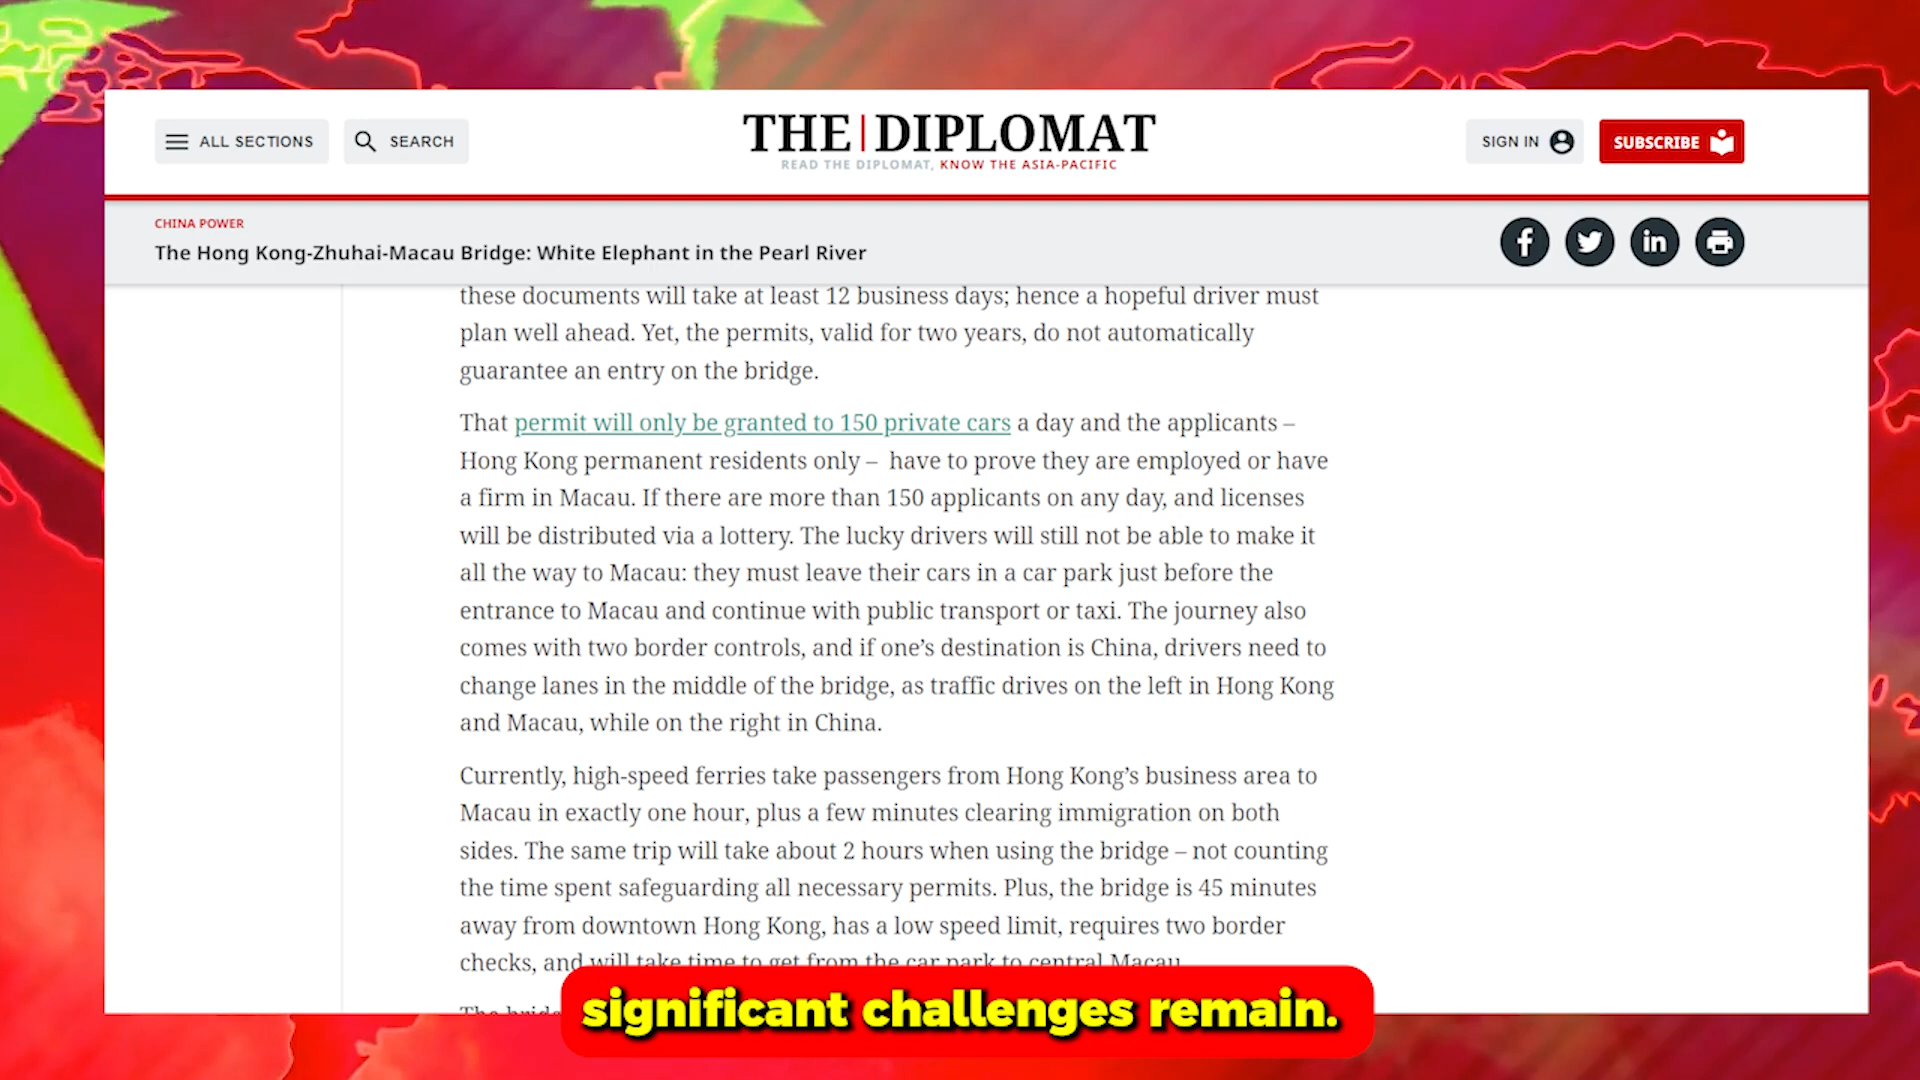 ALL SECTIONS
SEARCH
THE|DIPLOMAT
READ THE DIPLOMAT, KNOW THE ASIA-PACIFIC
SIGN IN
SUBSCRIBE
CHINA POWER
The Hong Kong-Zhuhai-Macau Bridge: White Elephant in the Pearl River
these documents will take at least 12 business days; hence a hopeful driver must
plan well ahead. Yet, the permits, valid for two years, do not automatically
guarantee an entry on the bridge.
That permit will only be granted to 150 private cars a day and the applicants –
Hong Kong permanent residents only – have to prove they are employed or have
a firm in Macau. If there are more than 150 applicants on any day, and licenses
will be distributed via a lottery. The lucky drivers will still not be able to make it
all the way to Macau: they must leave their cars in a car park just before the
entrance to Macau and continue with public transport or taxi. The journey also
comes with two border controls, and if one’s destination is China, drivers need to
change lanes in the middle of the bridge, as traffic drives on the left in Hong Kong
and Macau, while on the right in China.
Currently, high-speed ferries take passengers from Hong Kong’s business area to
Macau in exactly one hour, plus a few minutes clearing immigration on both
sides. The same trip will take about 2 hours when using the bridge – not counting
the time spent safeguarding all necessary permits. Plus, the bridge is 45 minutes
away from downtown Hong Kong, has a low speed limit, requires two border
checks, and will take time to get from the car park to central Macau.
The bridge
significant challenges remain.